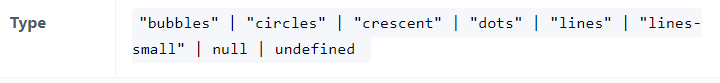 Type
"bubbles" | "circles" | "crescent" | "dots" | "lines" | "lines-
small" | null | undefined